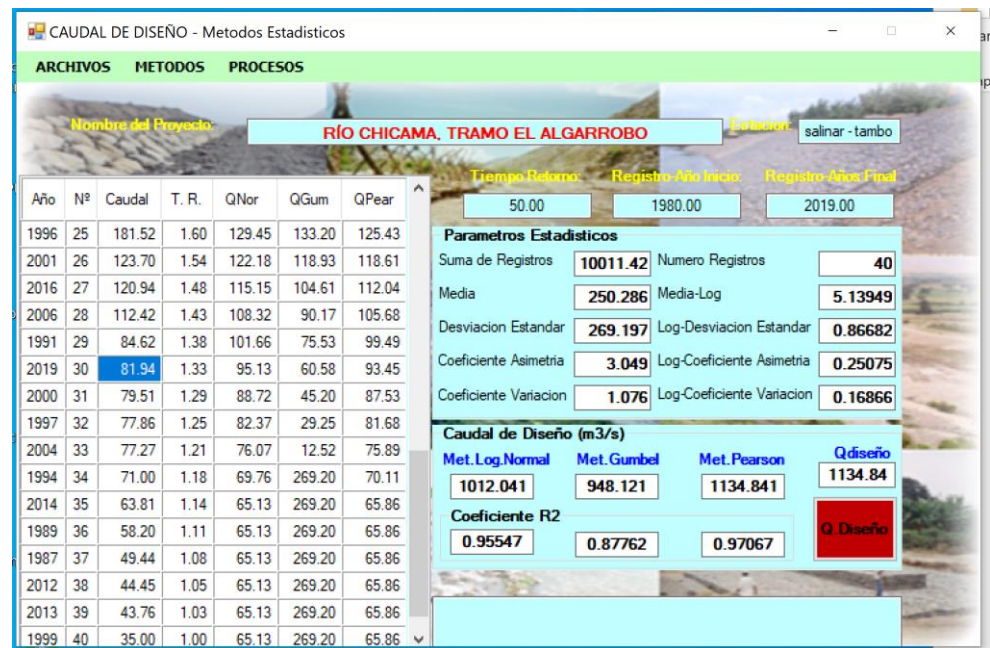 CAUDAL DE DISEÑO - Metodos Estadisticos
ARCHIVOS METODOS PROCESOS
Nombre del Proyecto: RÍO CHICAMA, TRAMO EL ALGARROBO Estacion: salinar - tambo
Tiempo Retorno: Registro-Año Inicio: Registro-Años Final
50.00 1980.00 2019.00
Año Nº Caudal T. R. QNor QGum QPear
1996 25 181.52 1.60 129.45 133.20 125.43
2001 26 123.70 1.54 122.18 118.93 118.61
2016 27 120.94 1.48 115.15 104.61 112.04
2006 28 112.42 1.43 108.32 90.17 105.68
1991 29 84.62 1.38 101.66 75.53 99.49
2019 30 81.94 1.33 95.13 60.58 93.45
2000 31 79.51 1.29 88.72 45.20 87.53
1997 32 77.86 1.25 82.37 29.25 81.68
2004 33 77.27 1.21 76.07 12.52 75.89
1994 34 71.00 1.18 69.76 269.20 70.11
2014 35 63.81 1.14 65.13 269.20 65.86
1989 36 58.20 1.11 65.13 269.20 65.86
1987 37 49.44 1.08 65.13 269.20 65.86
2012 38 44.45 1.05 65.13 269.20 65.86
2013 39 43.76 1.03 65.13 269.20 65.86
1999 40 35.00 1.00 65.13 269.20 65.86
Parametros Estadisticos
Suma de Registros 10011.42 Numero Registros 40
Media 250.286 Media-Log 5.13949
Desviacion Estandar 269.197 Log-Desviacion Estandar 0.86682
Coeficiente Asimetria 3.049 Log-Coeficiente Asimetria 0.25075
Coeficiente Variacion 1.076 Log-Coeficiente Variacion 0.16866
Caudal de Diseño (m3/s)
Met.Log.Normal Met.Gumbel Met.Pearson Qdiseño
1012.041 948.121 1134.841 1134.84
Coeficiente R2
0.95547 0.87762 0.97067
Q.Diseño